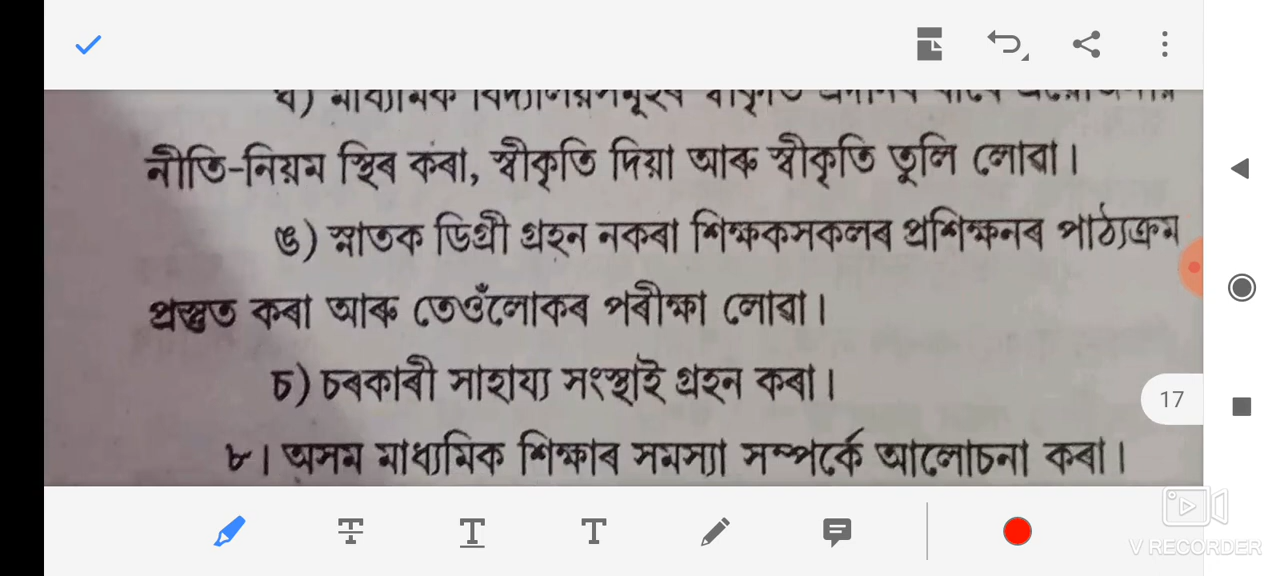 নীতি-নিয়ম স্থিৰ কৰা, স্বীকৃতি দিয়া আৰু স্বীকৃতি তুলি লোৱা।
ঙ) স্নাতক ডিগ্ৰী গ্ৰহন নকৰা শিক্ষকসকলৰ প্ৰশিক্ষনৰ পাঠ্যক্ৰম
প্ৰস্তুত কৰা আৰু তেওঁলোকৰ পৰীক্ষা লোৱা।
চ) চৰকাৰী সাহায্য সংস্থাই গ্ৰহন কৰা।
17
৮। অসম মাধ্যমিক শিক্ষাৰ সমস্যা সম্পৰ্কে আলোচনা কৰা।
V RECORDER